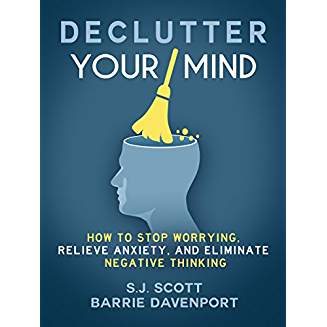 DECLUTTER
YOUR MIND
HOW TO STOP WORRYING,
RELIEVE ANXIETY, AND ELIMINATE
NEGATIVE THINKING
S.J. SCOTT
BARRIE DAVENPORT